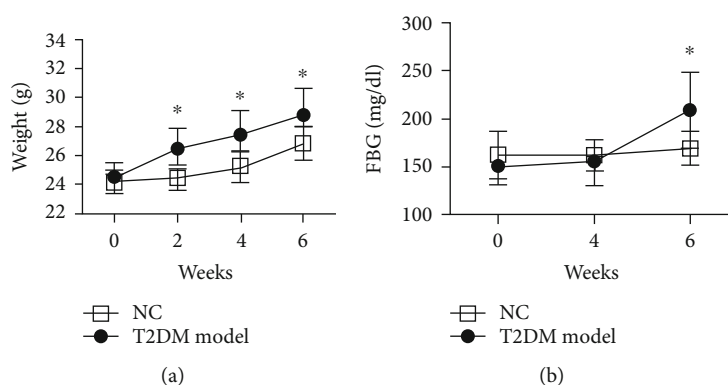 34
32
30
28
26
24
22
Weight (g)
* * *
0 2 4 6
Weeks
NC
T2DM model
(a)
300
250
200
150
100
FBG (mg/dl)
*
0 4 6
Weeks
NC
T2DM model
(b)